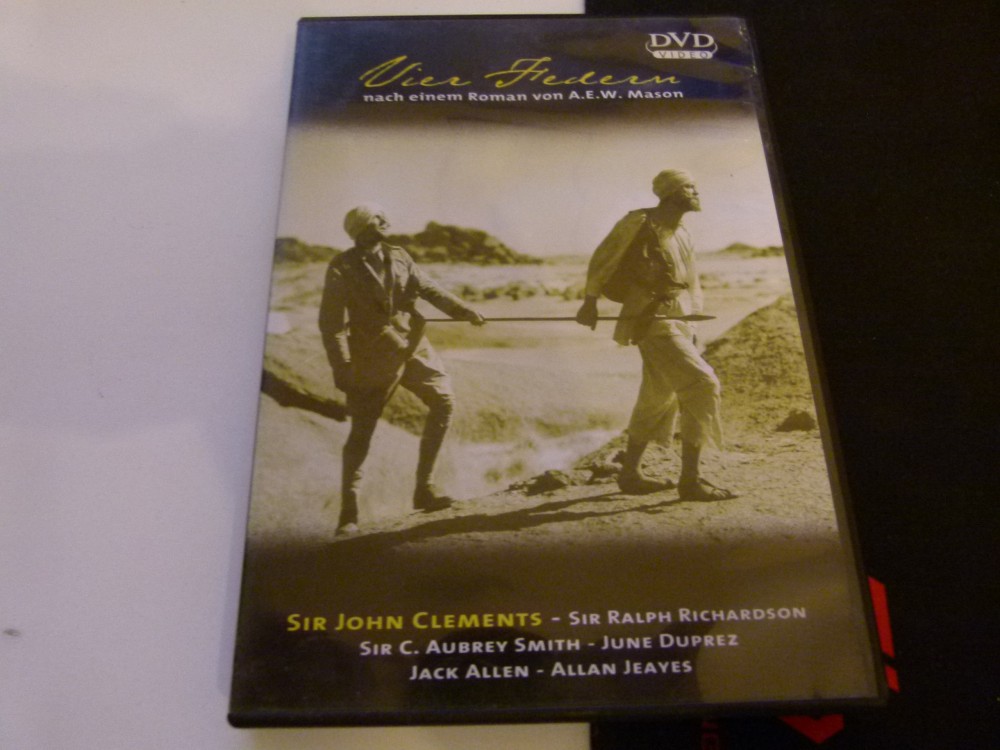 DVD
VIDEO
Vier Federn
nach einem Roman von A.E.W. Mason
SIR JOHN CLEMENTS - SIR RALPH RICHARDSON
SIR C. AUBREY SMITH - JUNE DUPREZ
JACK ALLEN - ALLAN JEAYES